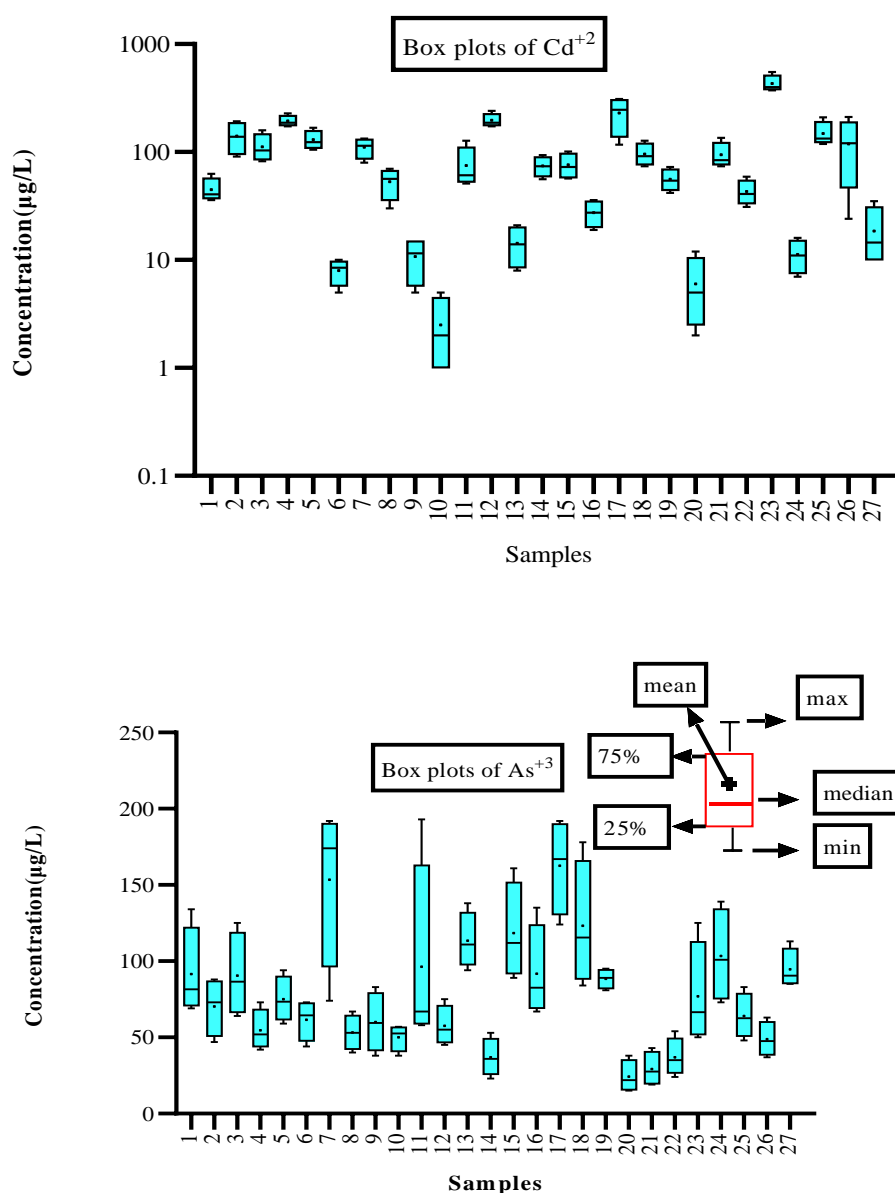 Box plots of Cd+2
Concentration(µg/L)
1000
100
10
1
0.1
1 2 3 4 5 6 7 8 9 10 11 12 13 14 15 16 17 18 19 20 21 22 23 24 25 26 27
Samples
mean
max
75%
Box plots of As+3
median
25%
min
Concentration(µg/L)
250
200
150
100
50
0
1 2 3 4 5 6 7 8 9 10 11 12 13 14 15 16 17 18 19 20 21 22 23 24 25 26 27
Samples